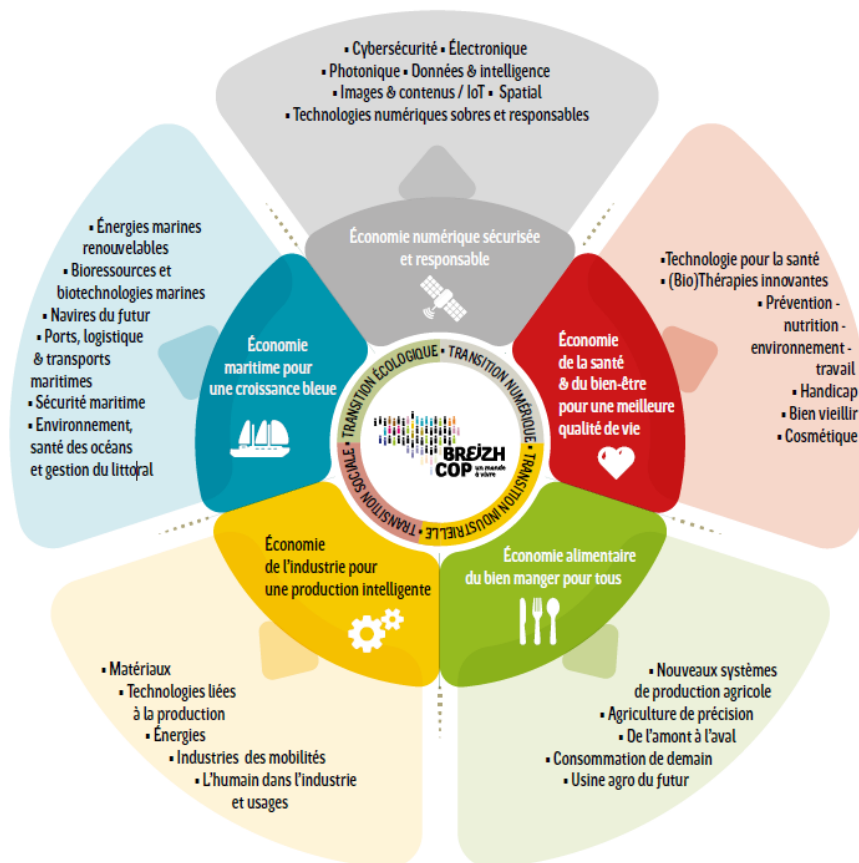 ▪ Cybersécurité ▪ Électronique
▪ Photonique ▪ Données & intelligence
▪ Images & contenus / IoT ▪ Spatial
▪ Technologies numériques sobres et responsables
Économie numérique sécurisée
et responsable
▪ Énergies marines
renouvelables
▪ Bioressources et
biotechnologies marines
▪ Navires du futur
▪ Ports, logistique
& transports
maritimes
▪ Sécurité maritime
▪ Environnement,
santé des océans
et gestion du littoral
Économie
maritime pour
une croissance bleue
▪Technologie pour la santé
▪ (Bio)Thérapies innovantes
▪ Prévention -
nutrition -
environnement -
travail
▪ Handicap
▪ Bien vieillir
▪ Cosmétique
Économie
de la santé
& du bien-être
pour une meilleure
qualité de vie
TRANSITION ÉCOLOGIQUE ▪ TRANSITION NUMÉRIQUE ▪ TRANSITION INDUSTRIELLE ▪ TRANSITION SOCIALE ▪
BREIZH
COP
un monde
à vivre
Économie
de l'industrie pour
une production intelligente
Économie alimentaire
du bien manger pour tous
▪ Matériaux
▪ Technologies liées
à la production
▪ Énergies
▪ Industries des mobilités
▪ L'humain dans l'industrie
et usages
▪ Nouveaux systèmes
de production agricole
▪ Agriculture de précision
▪ De l'amont à l'aval
▪ Consommation de demain
▪ Usine agro du futur